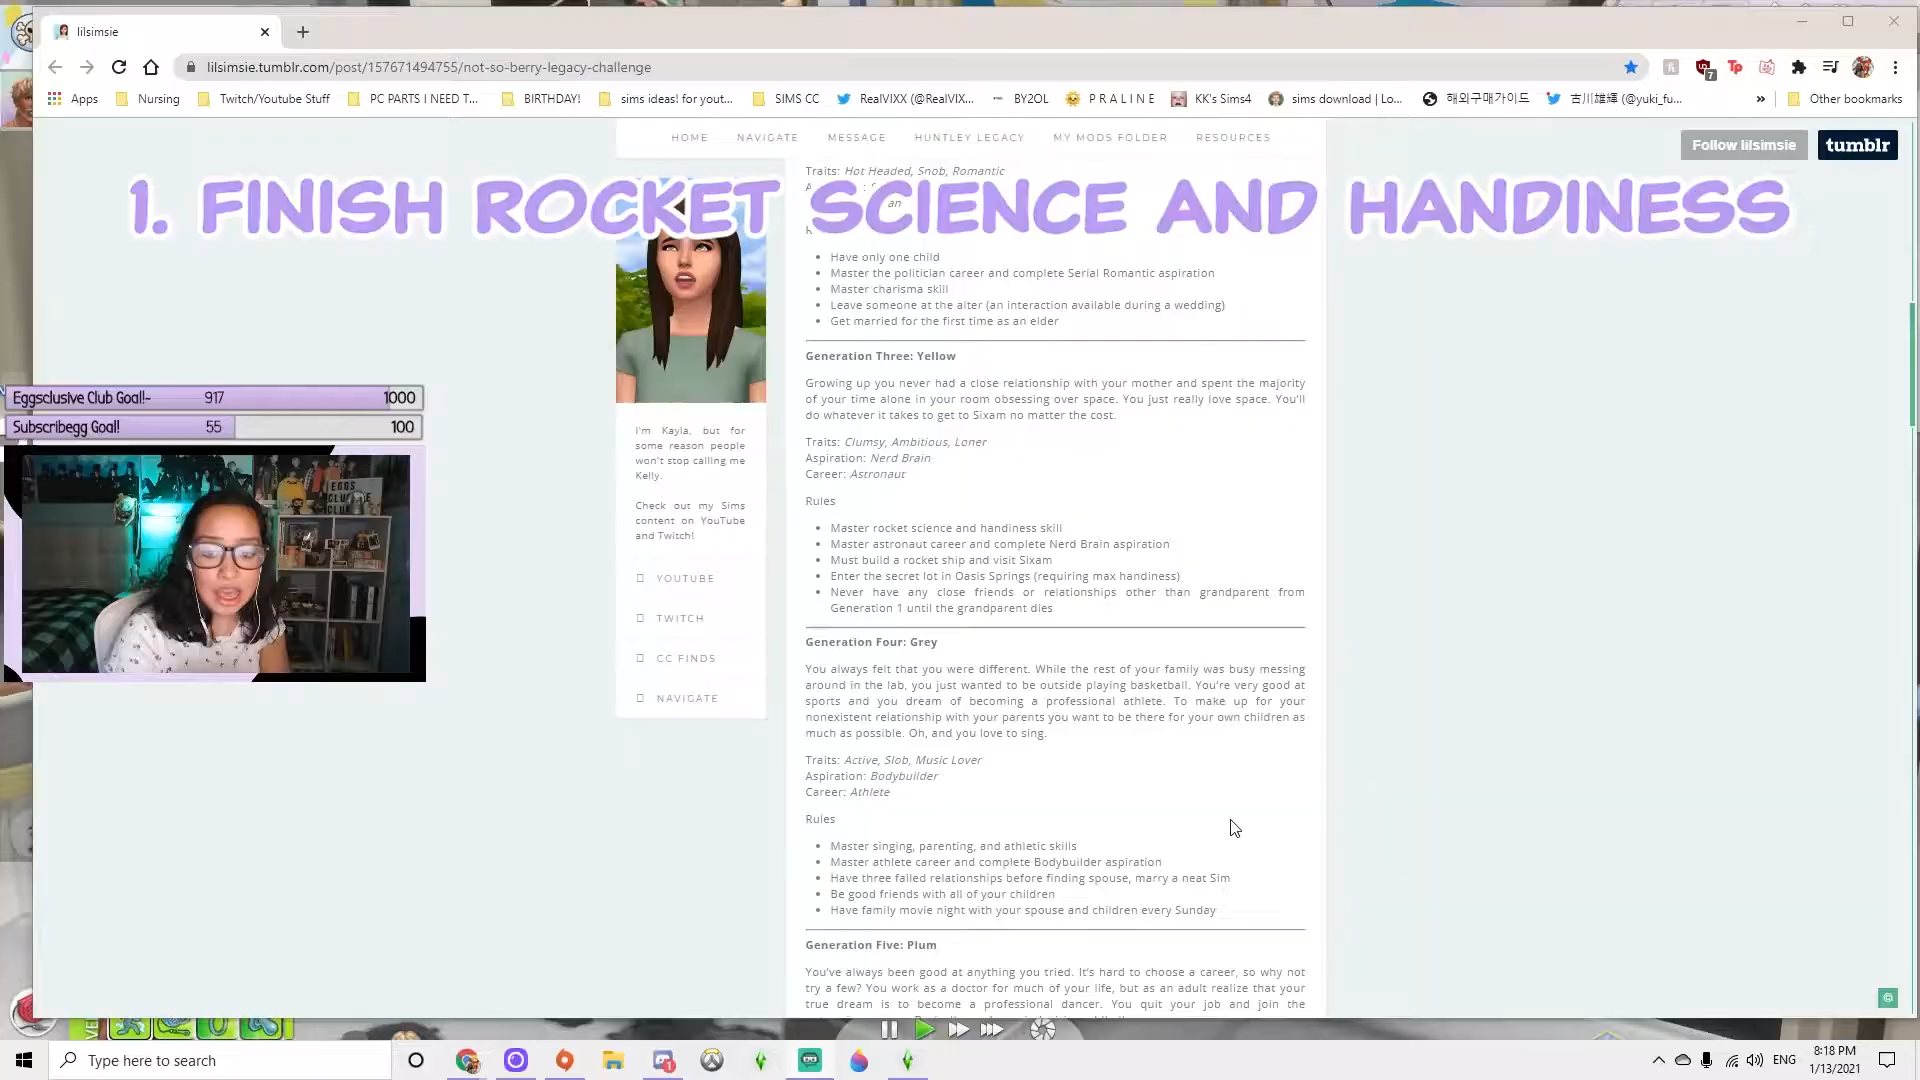 lilsimsie
lilsimsie.tumblr.com/post/157671494755/not-so-berry-legacy-challenge
7
Apps Nursing Twitch/Youtube Stuff PC PARTS I NEED T... BIRTHDAY! sims ideas! for yout... SIMS CC RealVIXX (@RealVIX... BY2OL P R A L I N E KK's Sims4 sims download | Lo... 해외구매가이드 古川雄輝 (@yuki_fu... » Other bookmarks
HOME NAVIGATE MESSAGE HUNTLEY LEGACY MY MODS FOLDER RESOURCES
Follow lilsimsie tumblr
Traits: Hot Headed, Snob, Romantic
1. FINISH ROCKET SCIENCE AND HANDINESS
Have only one child
Master the politician career and complete Serial Romantic aspiration
Master charisma skill
Leave someone at the alter (an interaction available during a wedding)
Get married for the first time as an elder
Generation Three: Yellow
Growing up you never had a close relationship with your mother and spent the majority
of your time alone in your room obsessing over space. You just really love space. You'll
do whatever it takes to get to Sixam no matter the cost.
Traits: Clumsy, Ambitious, Loner
Aspiration: Nerd Brain
Career: Astronaut
Rules
Master rocket science and handiness skill
Master astronaut career and complete Nerd Brain aspiration
Must build a rocket ship and visit Sixam
Enter the secret lot in Oasis Springs (requiring max handiness)
Never have any close friends or relationships other than grandparent from
Generation 1 until the grandparent dies
Generation Four: Grey
You always felt that you were different. While the rest of your family was busy messing
around in the lab, you just wanted to be outside playing basketball. You're very good at
sports and you dream of becoming a professional athlete. To make up for your
nonexistent relationship with your parents you want to be there for your own children as
much as possible. Oh, and you love to sing.
Traits: Active, Slob, Music Lover
Aspiration: Bodybuilder
Career: Athlete
Rules
Master singing, parenting, and athletic skills
Master athlete career and complete Bodybuilder aspiration
Have three failed relationships before finding spouse, marry a neat Sim
Be good friends with all of your children
Have family movie night with your spouse and children every Sunday
Generation Five: Plum
You've always been good at anything you tried. It's hard to choose a career, so why not
try a few? You work as a doctor for much of your life, but as an adult realize that your
true dream is to become a professional dancer. You quit your job and join the
I'm Kayla, but for
some reason people
won't stop calling me
Kelly.
Check out my Sims
content on YouTube
and Twitch!
YOUTUBE
TWITCH
CC FINDS
NAVIGATE
Eggsclusive Club Goal!~ 917 1000
Subscribegg Goal! 55 100
EGGS
Type here to search
ENG
8:18 PM
1/13/2021